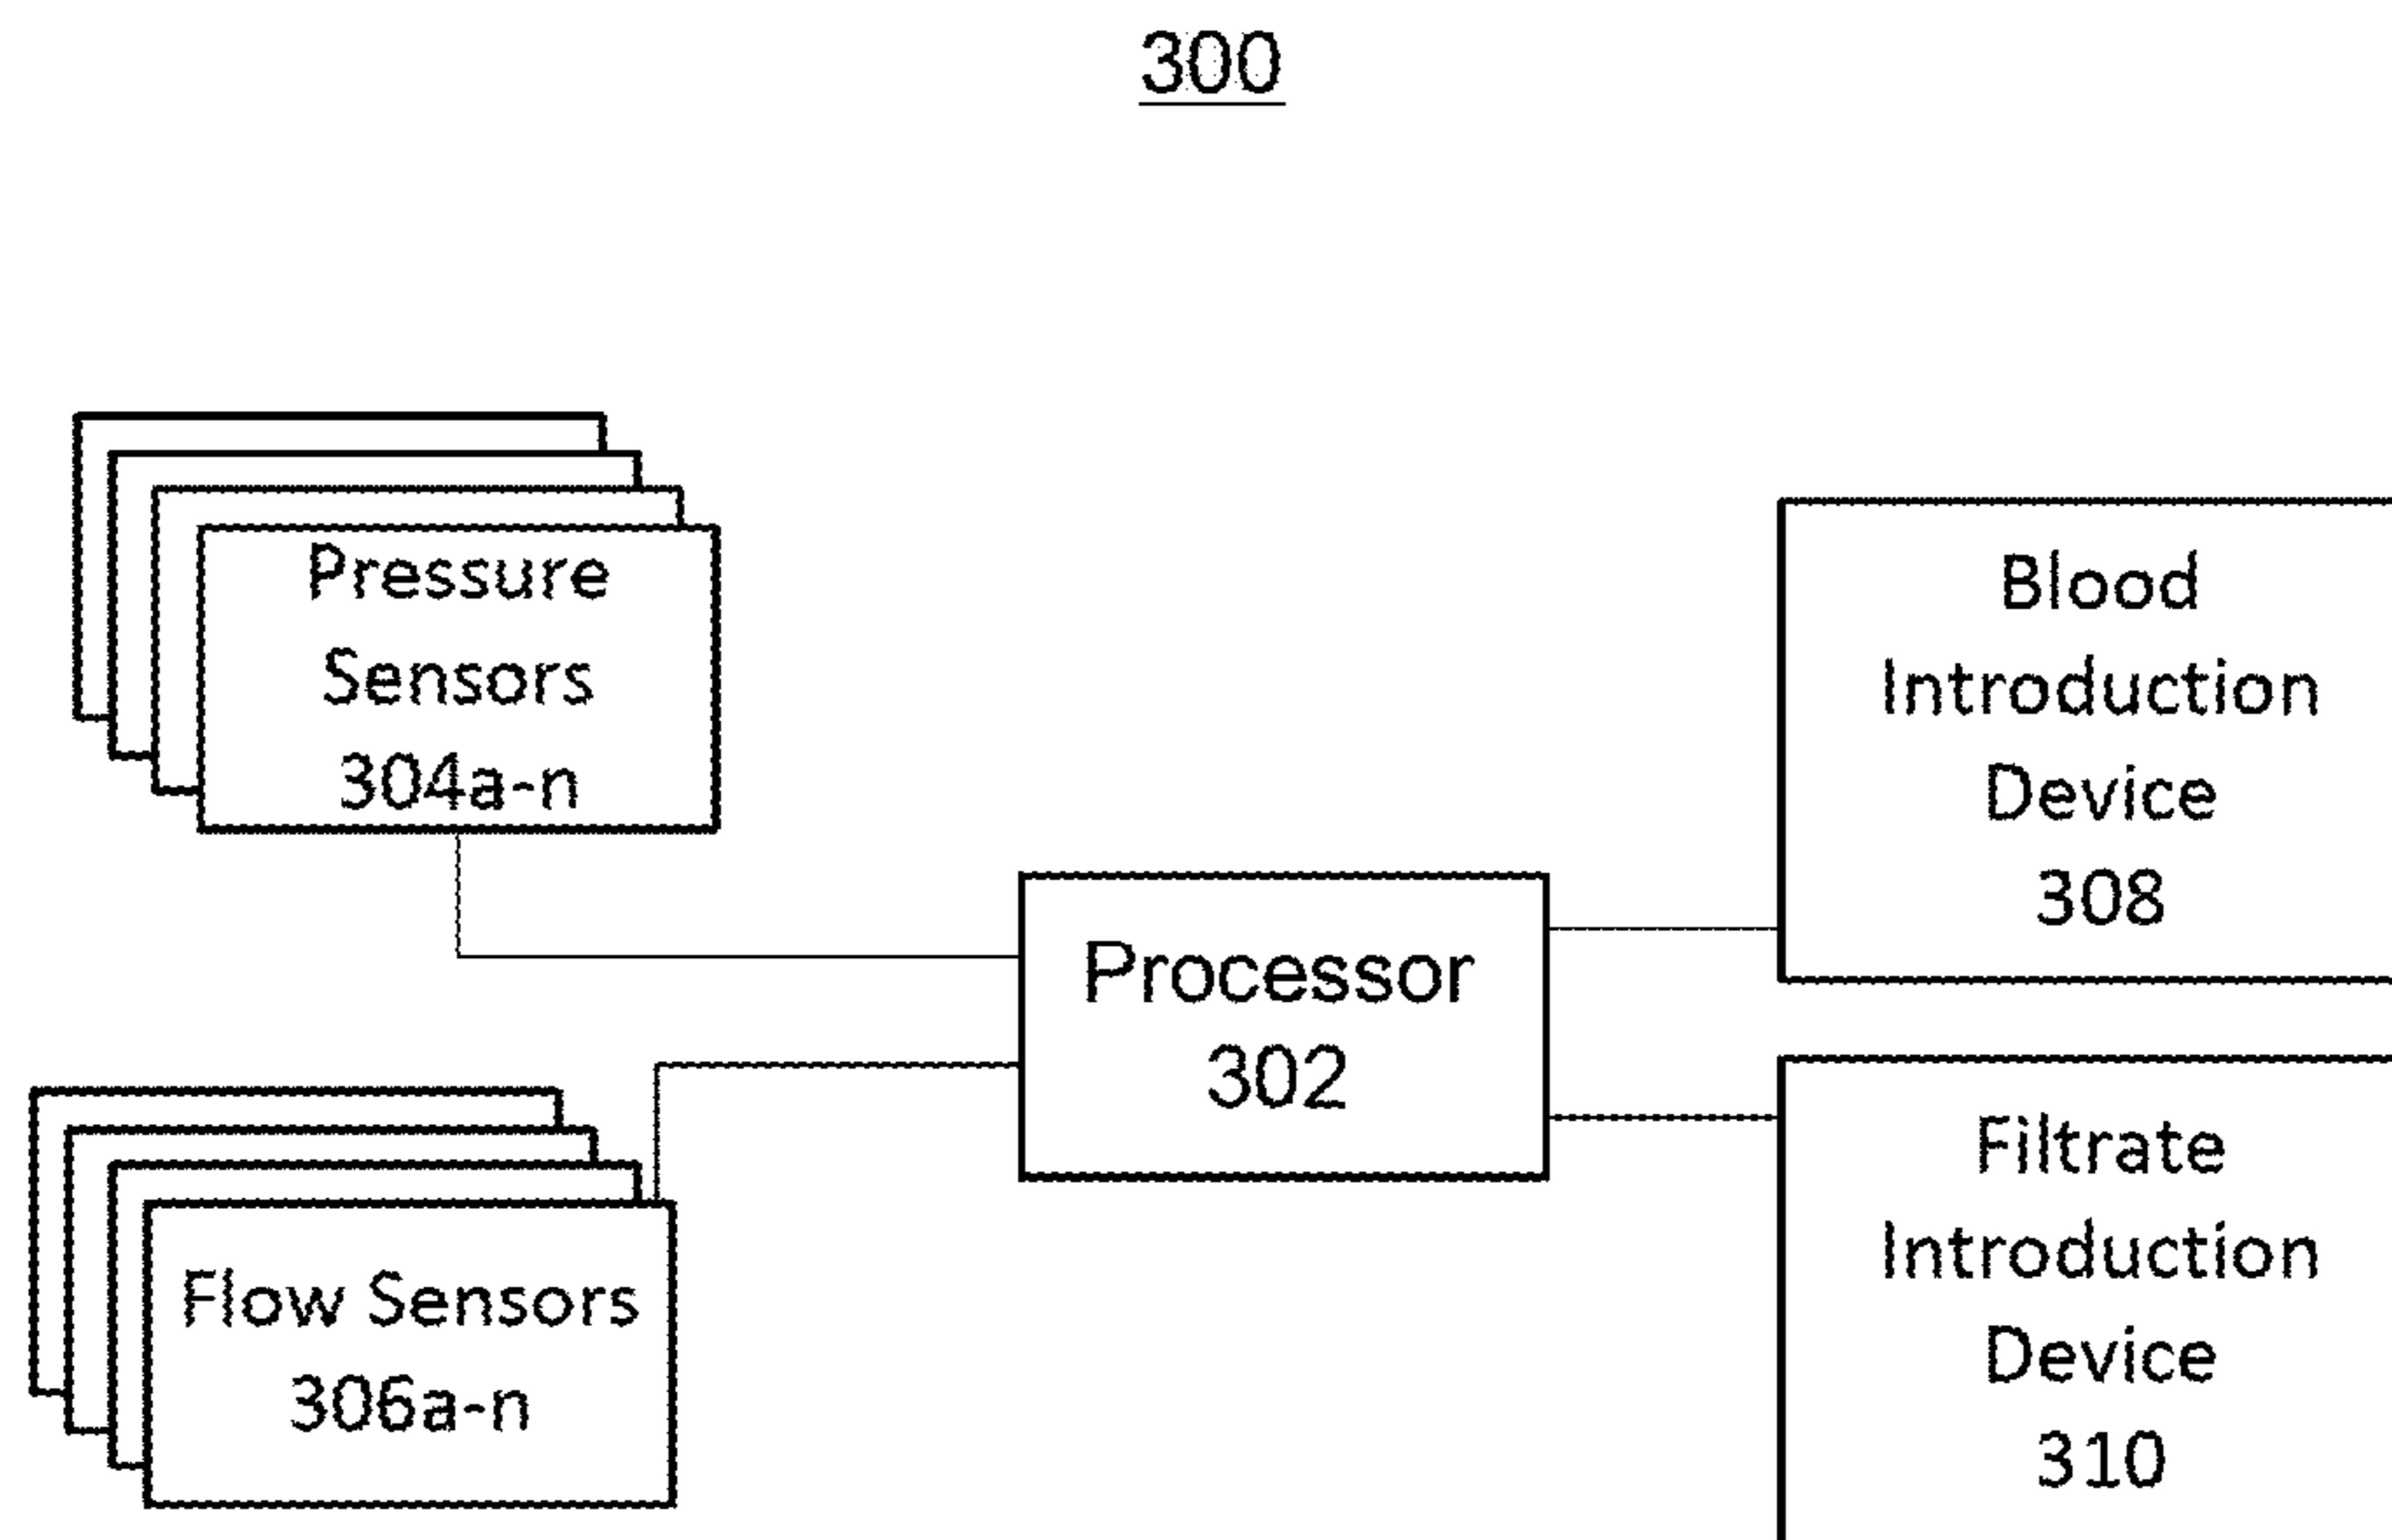 300
Pressure
Sensors
304a-n
Blood
Introduction
Device
308
Processor
302
Flow Sensors
306a-n
Filtrate
Introduction
Device
310